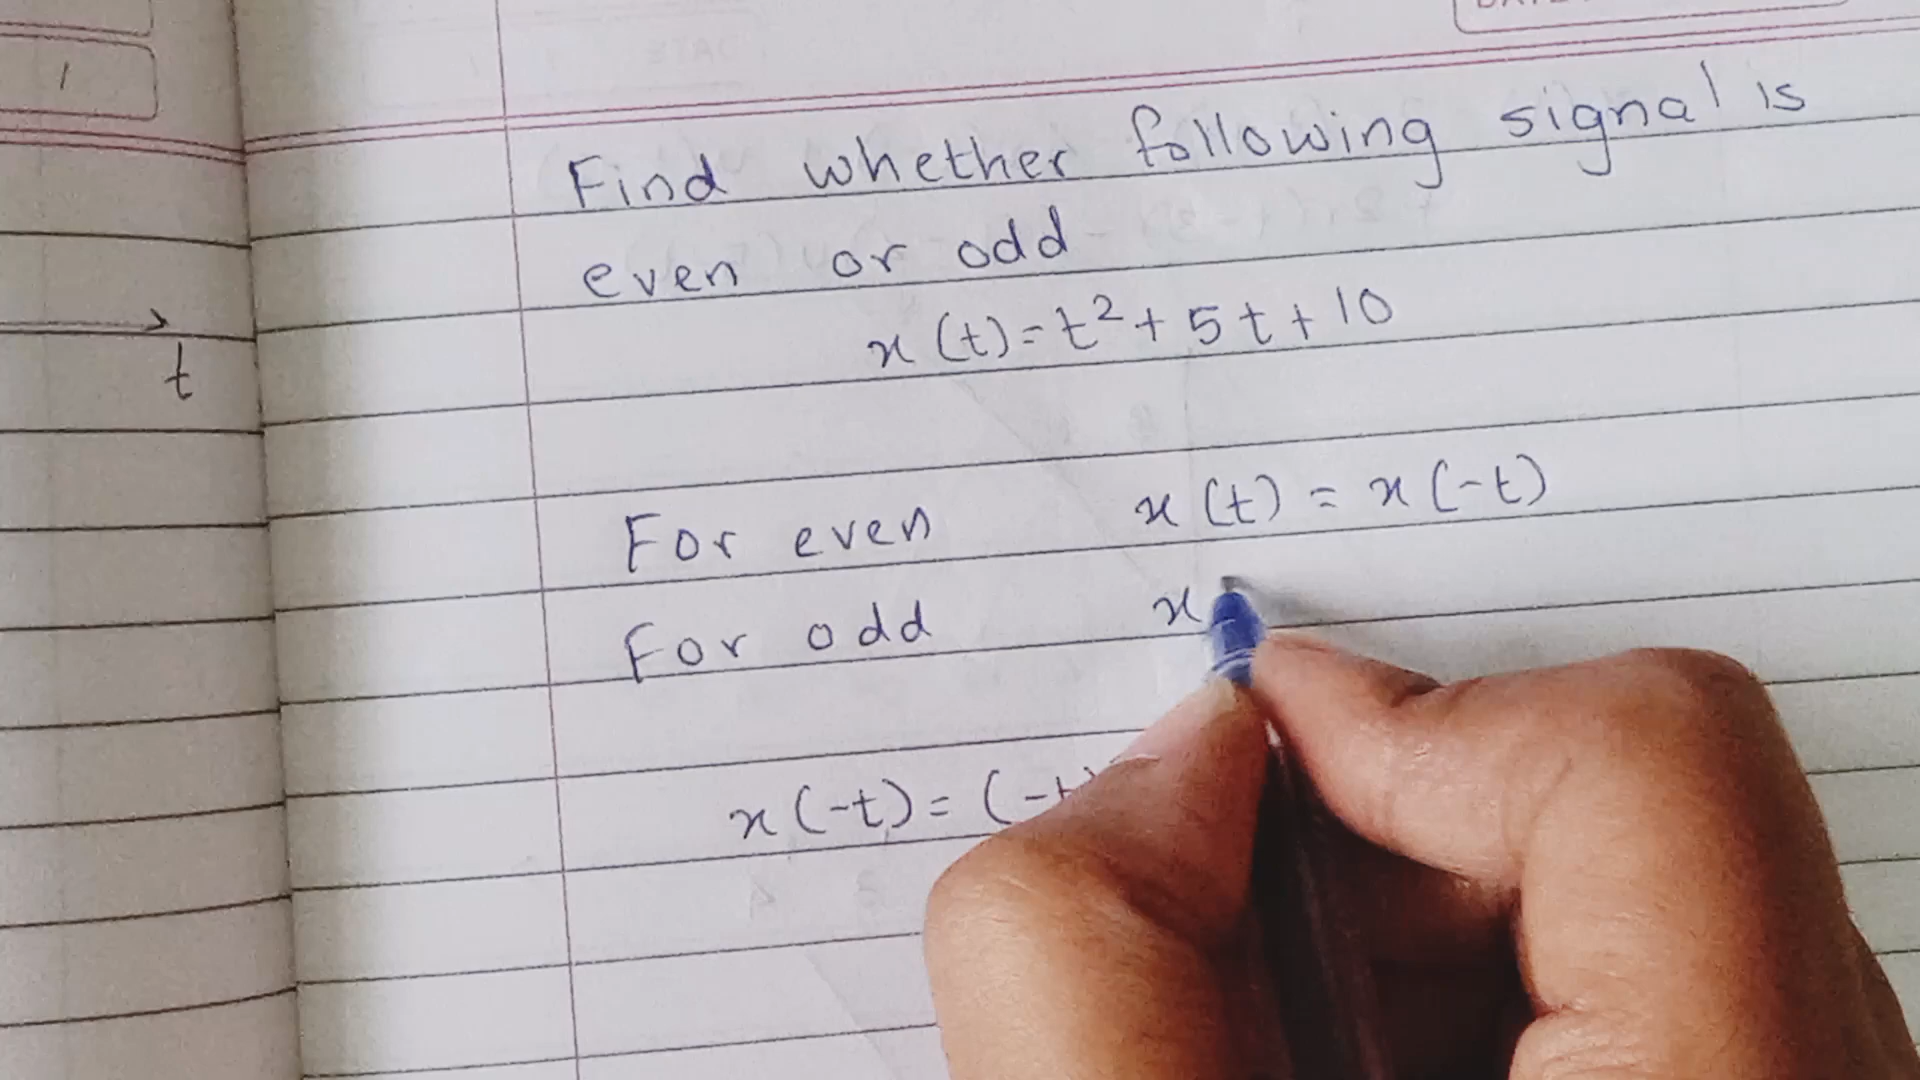 Find whether following signal is
even or odd
x(t)=t²+5t+10
t
For even x(t)=x(-t)
For odd x
x(-t)=(-t)